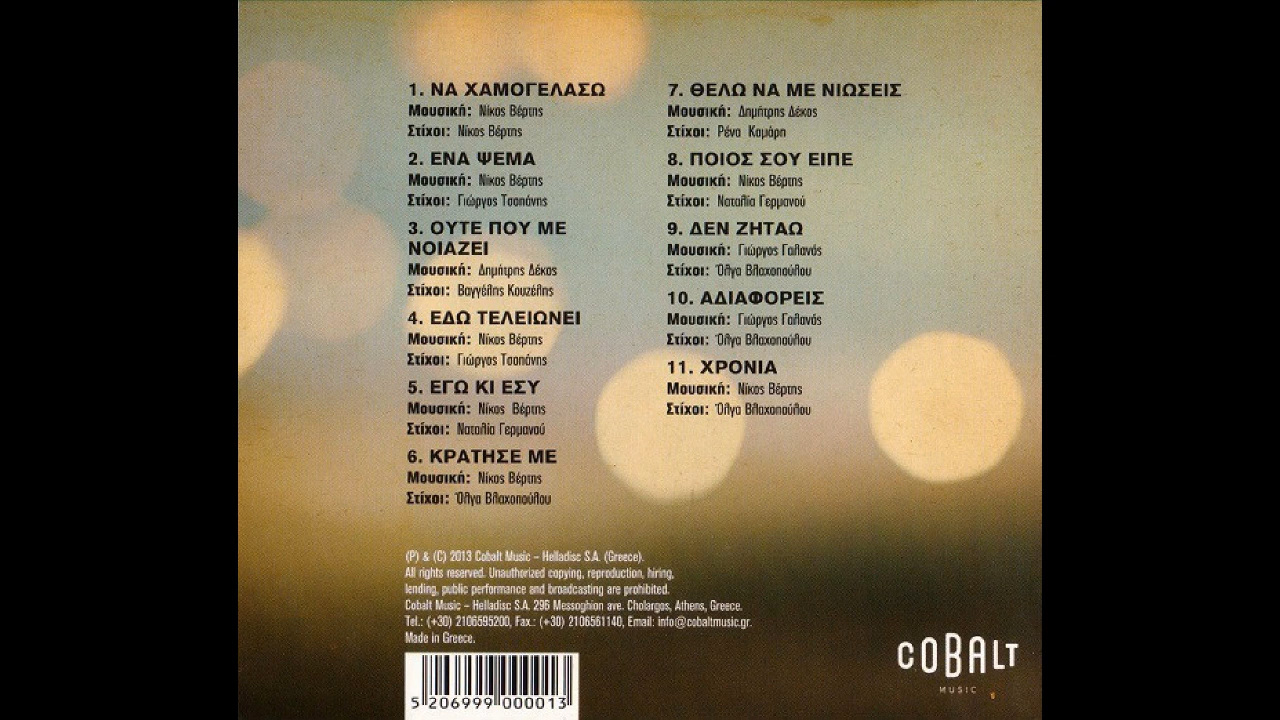 1. ΝΑ ΧΑΜΟΓΕΛΑΣΩ
Μουσική: Νίκος Βέρτης
Στίχοι: Νίκος Βέρτης
2. ΕΝΑ ΨΕΜΑ
Μουσική: Νίκος Βέρτης
Στίχοι: Γιώργος Τσοπάνης
3. ΟΥΤΕ ΠΟΥ ΜΕ
ΝΟΙΑΖΕΙ
Μουσική: Δημήτρης Δέκος
Στίχοι: Βαγγέλης Κουζέλης
4. ΕΔΩ ΤΕΛΕΙΩΝΕΙ
Μουσική: Νίκος Βέρτης
Στίχοι: Γιώργος Τσοπάνης
5. ΕΓΩ ΚΙ ΕΣΥ
Μουσική: Νίκος Βέρτης
Στίχοι: Ναταλία Γερμανού
6. ΚΡΑΤΗΣΕ ΜΕ
Μουσική: Νίκος Βέρτης
Στίχοι: Όλγα Βλαχοπούλου
7. ΘΕΛΩ ΝΑ ΜΕ ΝΙΩΣΕΙΣ
Μουσική: Δημήτρης Δέκος
Στίχοι: Ρένα Καμάρη
8. ΠΟΙΟΣ ΣΟΥ ΕΙΠΕ
Μουσική: Νίκος Βέρτης
Στίχοι: Ναταλία Γερμανού
9. ΔΕΝ ΖΗΤΑΩ
Μουσική: Γιώργος Γαλανός
Στίχοι: Όλγα Βλαχοπούλου
10. ΑΔΙΑΦΟΡΕΙΣ
Μουσική: Γιώργος Γαλανός
Στίχοι: Όλγα Βλαχοπούλου
11. ΧΡΟΝΙΑ
Μουσική: Νίκος Βέρτης
Στίχοι: Όλγα Βλαχοπούλου
(P) & (C) 2013 Cobalt Music – Helladisc S.A. (Greece).
All rights reserved. Unauthorized copying, reproduction, hiring,
lending, public performance and broadcasting are prohibited.
Cobalt Music – Helladisc S.A. 296 Messoghion ave. Cholargos, Athens, Greece.
Tel.: (+30) 2106595200, Fax.: (+30) 2106561140, Email: info@cobaltmusic.gr.
Made in Greece.
5 206999 000013
COBALT
MUSIC